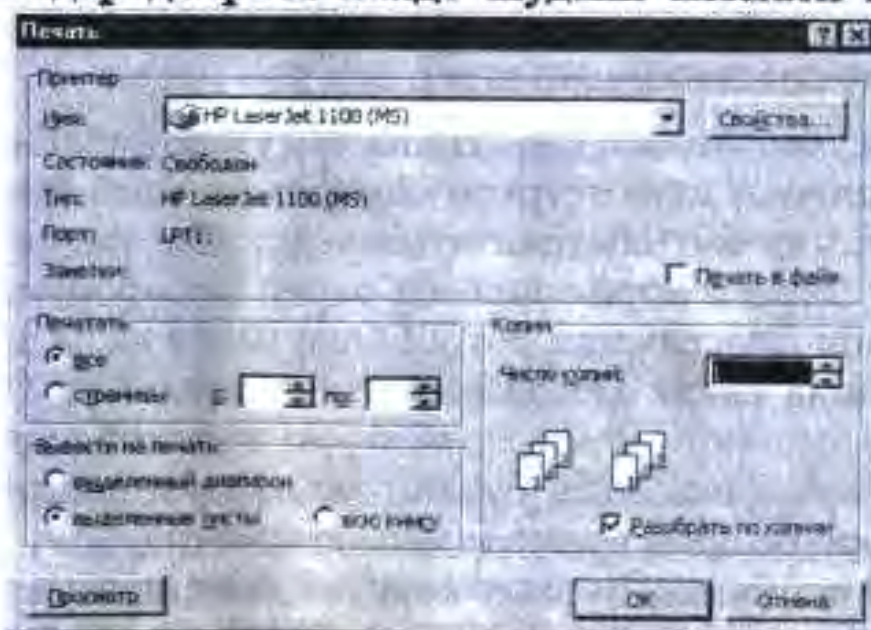 Печать
Принтер
Имя: HP LaserJet 1100 (MS) Свойства...
Состояние: Свободен
Тип: HP LaserJet 1100 (MS)
Порт: LPT1:
Заметки: Печать в файл
Печатать
все
страницы с: по:
Копии
Число копий:
Вывести на печать
выделенный диапазон
выделенные листы всю книгу
Разобрать по копиям
Просмотр OK Отмена